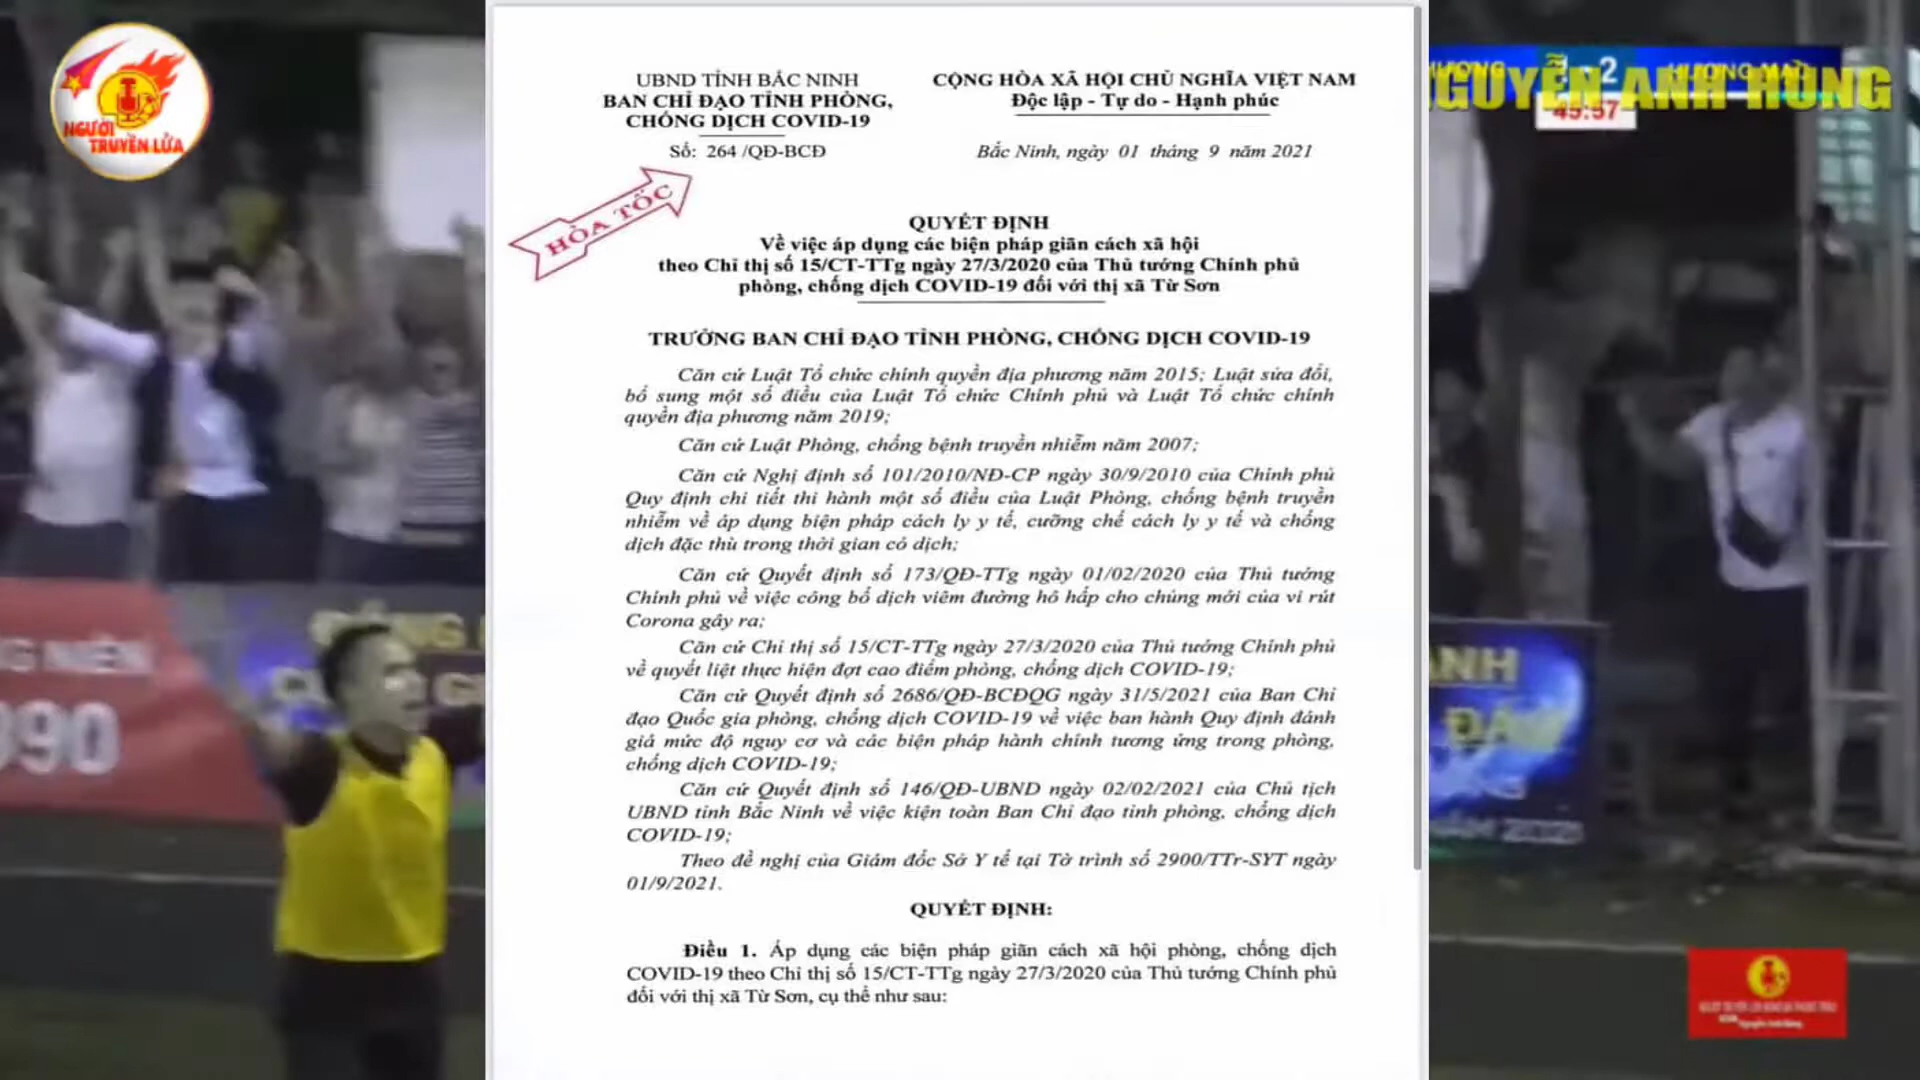 NGƯỜI
TRUYỀN LỬA
UBND TỈNH BẮC NINH
BAN CHỈ ĐẠO TỈNH PHÒNG,
CHỐNG DỊCH COVID-19
Số: 264 /QĐ-BCĐ
CỘNG HÒA XÃ HỘI CHỦ NGHĨA VIỆT NAM
Độc lập - Tự do - Hạnh phúc
Bắc Ninh, ngày 01 tháng 9 năm 2021
HỎA TỐC
QUYẾT ĐỊNH
Về việc áp dụng các biện pháp giãn cách xã hội
theo Chỉ thị số 15/CT-TTg ngày 27/3/2020 của Thủ tướng Chính phủ
phòng, chống dịch COVID-19 đối với thị xã Từ Sơn
TRƯỞNG BAN CHỈ ĐẠO TỈNH PHÒNG, CHỐNG DỊCH COVID-19
Căn cứ Luật Tổ chức chính quyền địa phương năm 2015; Luật sửa đổi,
bổ sung một số điều của Luật Tổ chức Chính phủ và Luật Tổ chức chính
quyền địa phương năm 2019;
Căn cứ Luật Phòng, chống bệnh truyền nhiễm năm 2007;
Căn cứ Nghị định số 101/2010/NĐ-CP ngày 30/9/2010 của Chính phủ
Quy định chi tiết thi hành một số điều của Luật Phòng, chống bệnh truyền
nhiễm về áp dụng biện pháp cách ly y tế, cưỡng chế cách ly y tế và chống
dịch đặc thù trong thời gian có dịch;
Căn cứ Quyết định số 173/QĐ-TTg ngày 01/02/2020 của Thủ tướng
Chính phủ về việc công bố dịch viêm đường hô hấp cho chủng mới của vi rút
Corona gây ra;
Căn cứ Chỉ thị số 15/CT-TTg ngày 27/3/2020 của Thủ tướng Chính phủ
về quyết liệt thực hiện đợt cao điểm phòng, chống dịch COVID-19;
Căn cứ Quyết định số 2686/QĐ-BCĐQG ngày 31/5/2021 của Ban Chỉ
đạo Quốc gia phòng, chống dịch COVID-19 về việc ban hành Quy định đánh
giá mức độ nguy cơ và các biện pháp hành chính tương ứng trong phòng,
chống dịch COVID-19;
Căn cứ Quyết định số 146/QĐ-UBND ngày 02/02/2021 của Chủ tịch
UBND tỉnh Bắc Ninh về việc kiện toàn Ban Chỉ đạo tỉnh phòng, chống dịch
COVID-19;
Theo đề nghị của Giám đốc Sở Y tế tại Tờ trình số 2900/TTr-SYT ngày
01/9/2021.
QUYẾT ĐỊNH:
Điều 1. Áp dụng các biện pháp giãn cách xã hội phòng, chống dịch
COVID-19 theo Chỉ thị số 15/CT-TTg ngày 27/3/2020 của Thủ tướng Chính phủ
đối với thị xã Từ Sơn, cụ thể như sau:
GUYỄN ANH HÙNG
45:57
090